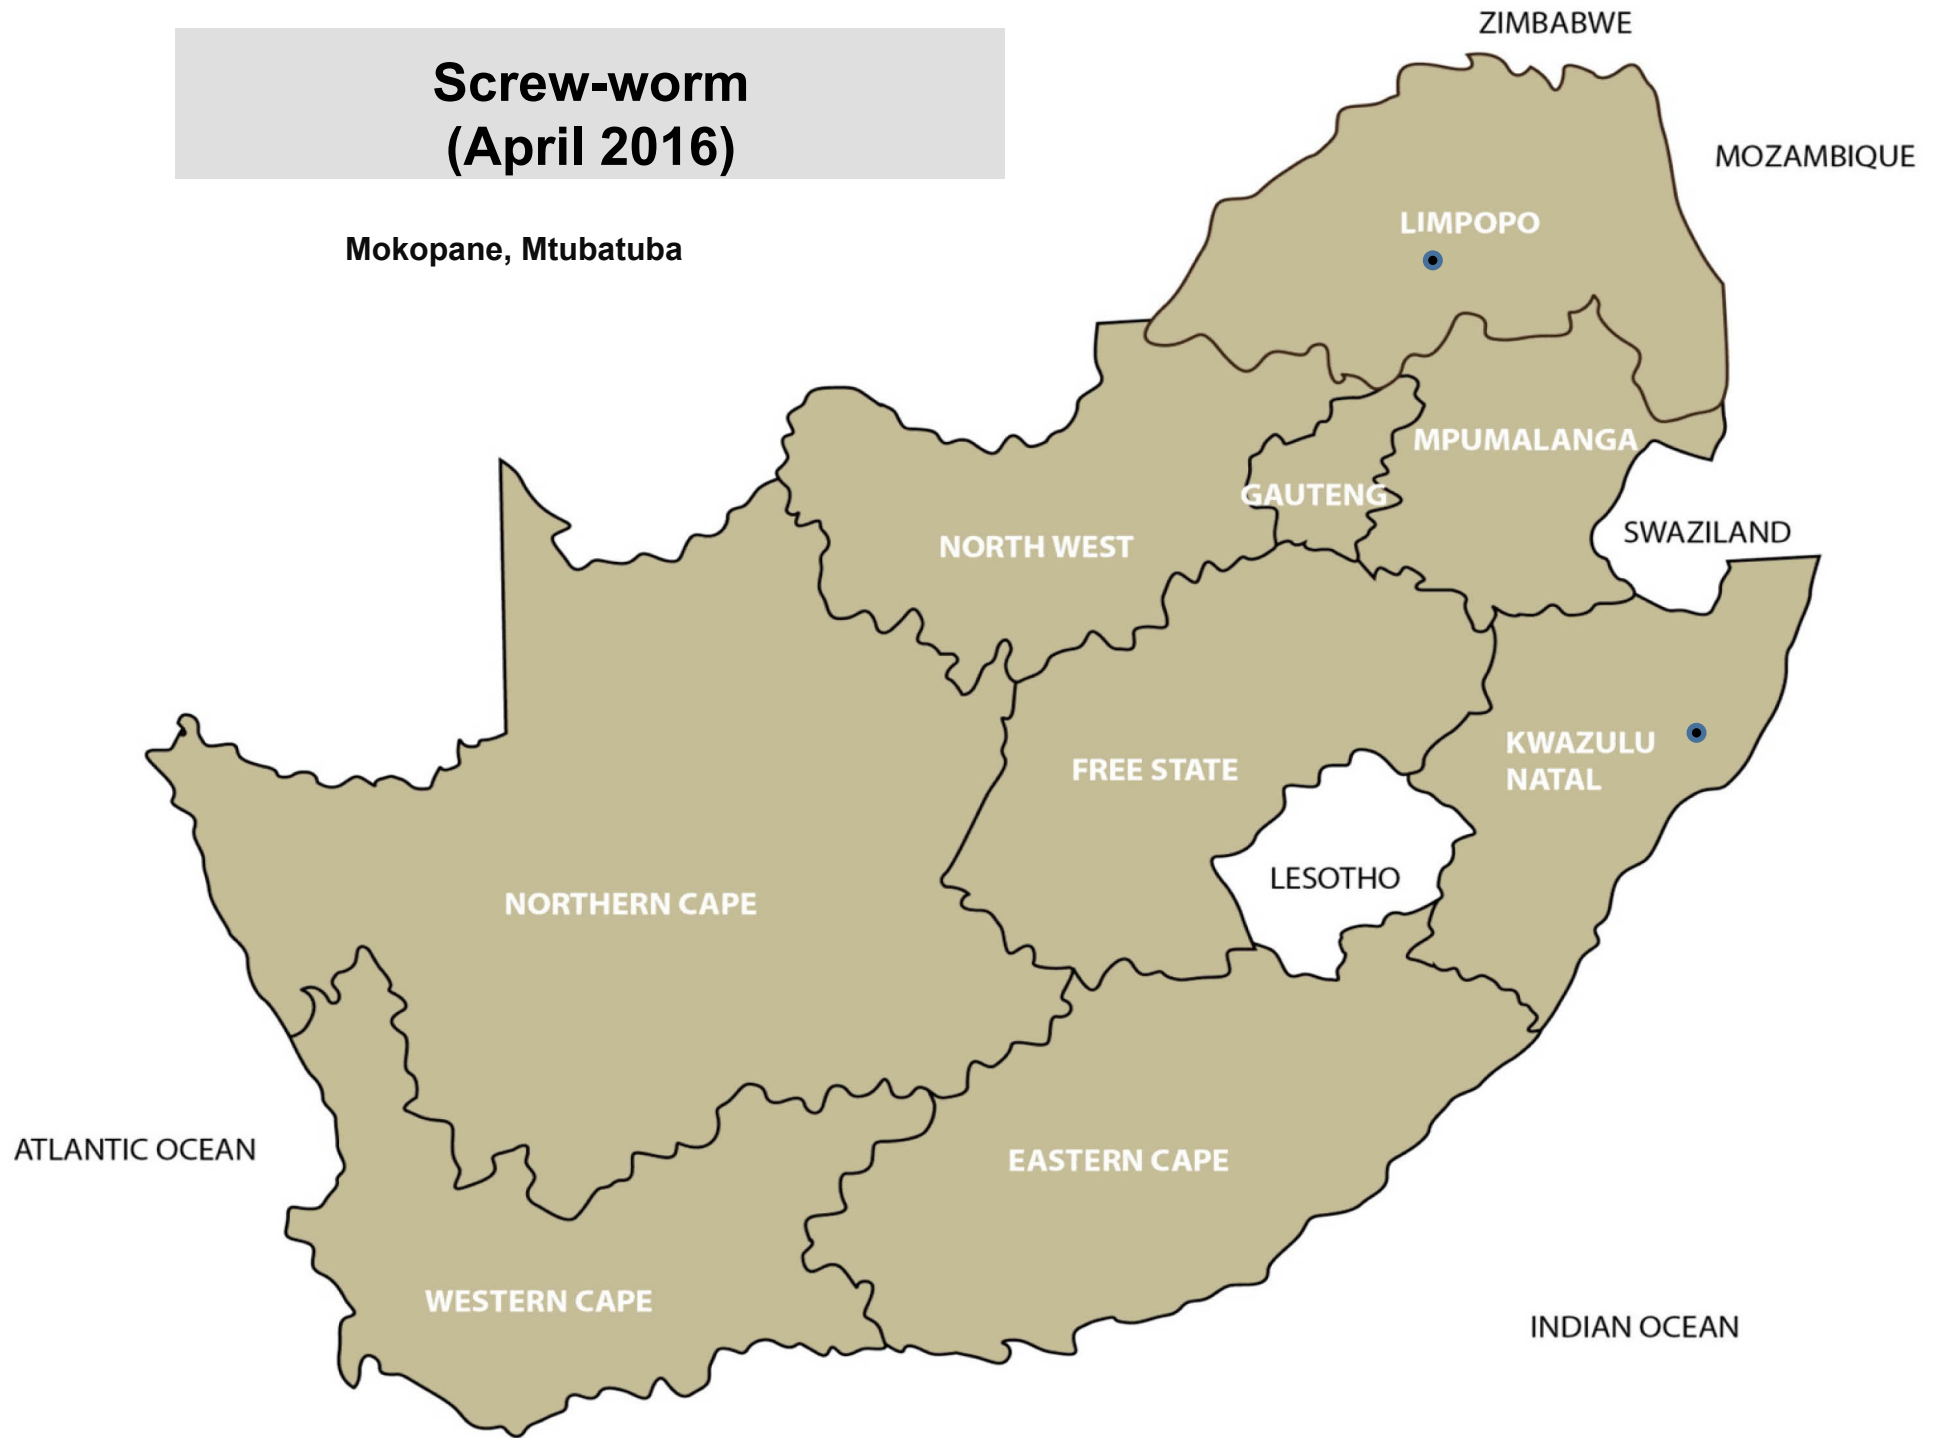 Screw-worm
(April 2016)
Mokopane, Mtubatuba
ZIMBABWE
MOZAMBIQUE
LIMPOPO
MPUMALANGA
GAUTENG
SWAZILAND
NORTH WEST
KWAZULU
NATAL
FREE STATE
LESOTHO
NORTHERN CAPE
ATLANTIC OCEAN
EASTERN CAPE
WESTERN CAPE
INDIAN OCEAN